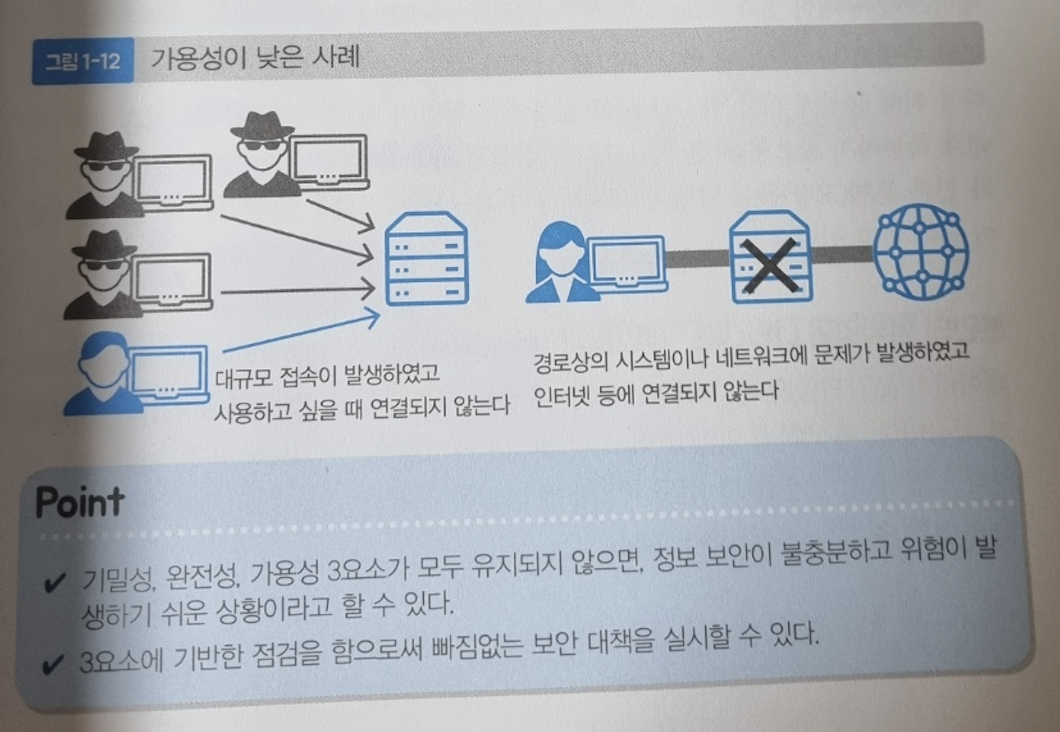 그림 1-12 가용성이 낮은 사례
대규모 접속이 발생하였고
사용하고 싶을 때 연결되지 않는다
경로상의 시스템이나 네트워크에 문제가 발생하였고
인터넷 등에 연결되지 않는다
Point
✔ 기밀성, 완전성, 가용성 3요소가 모두 유지되지 않으면, 정보 보안이 불충분하고 위험이 발
생하기 쉬운 상황이라고 할 수 있다.
✔ 3요소에 기반한 점검을 함으로써 빠짐없는 보안 대책을 실시할 수 있다.